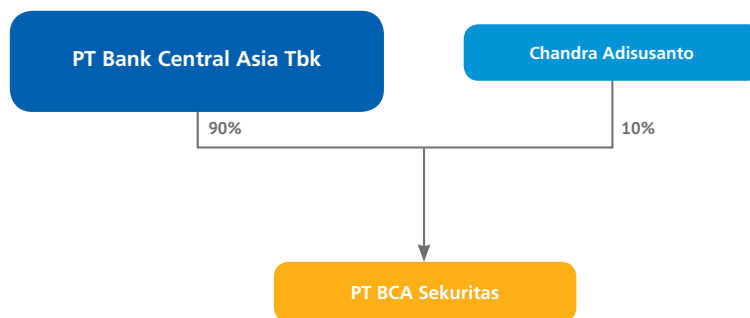 PT Bank Central Asia Tbk
Chandra Adisusanto
90%
10%
PT BCA Sekuritas